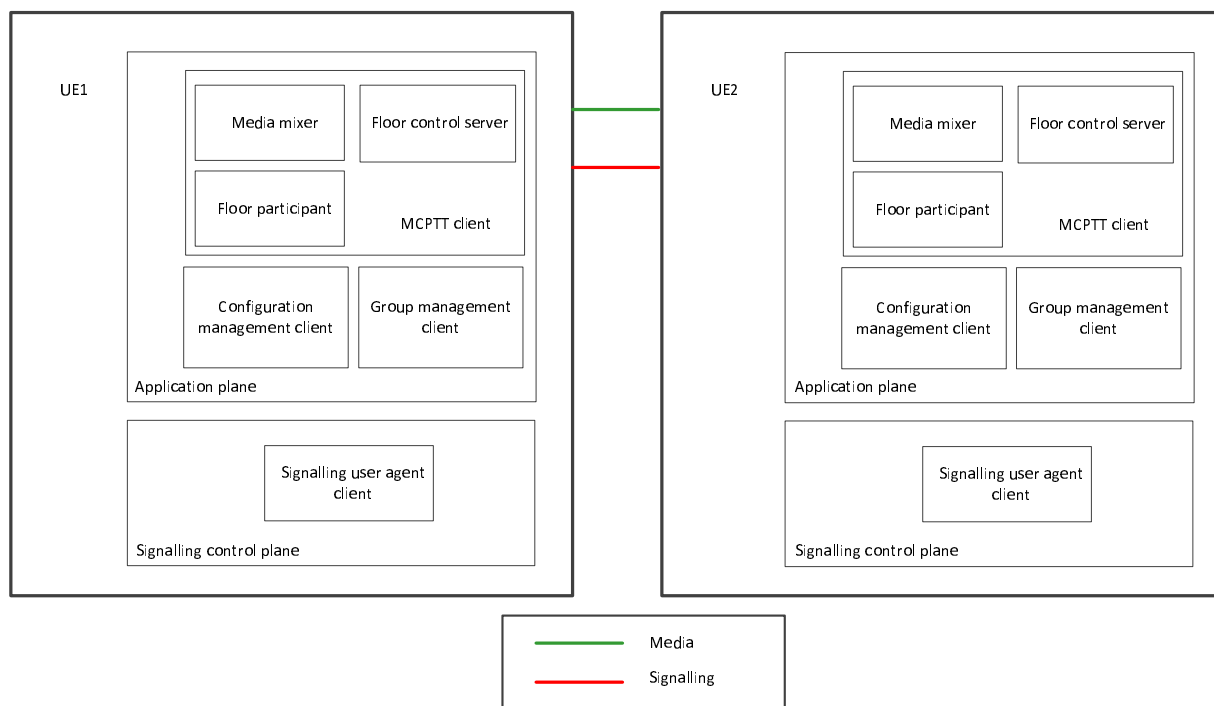 UE1
Media mixer
Floor control server
Floor participant
MCPTT client
Configuration
management client
Group management
client
Application plane
Signalling user agent
client
Signalling control plane
UE2
Media mixer
Floor control server
Floor participant
MCPTT client
Configuration
management client
Group management
client
Application plane
Signalling user agent
client
Signalling control plane
Media
Signalling